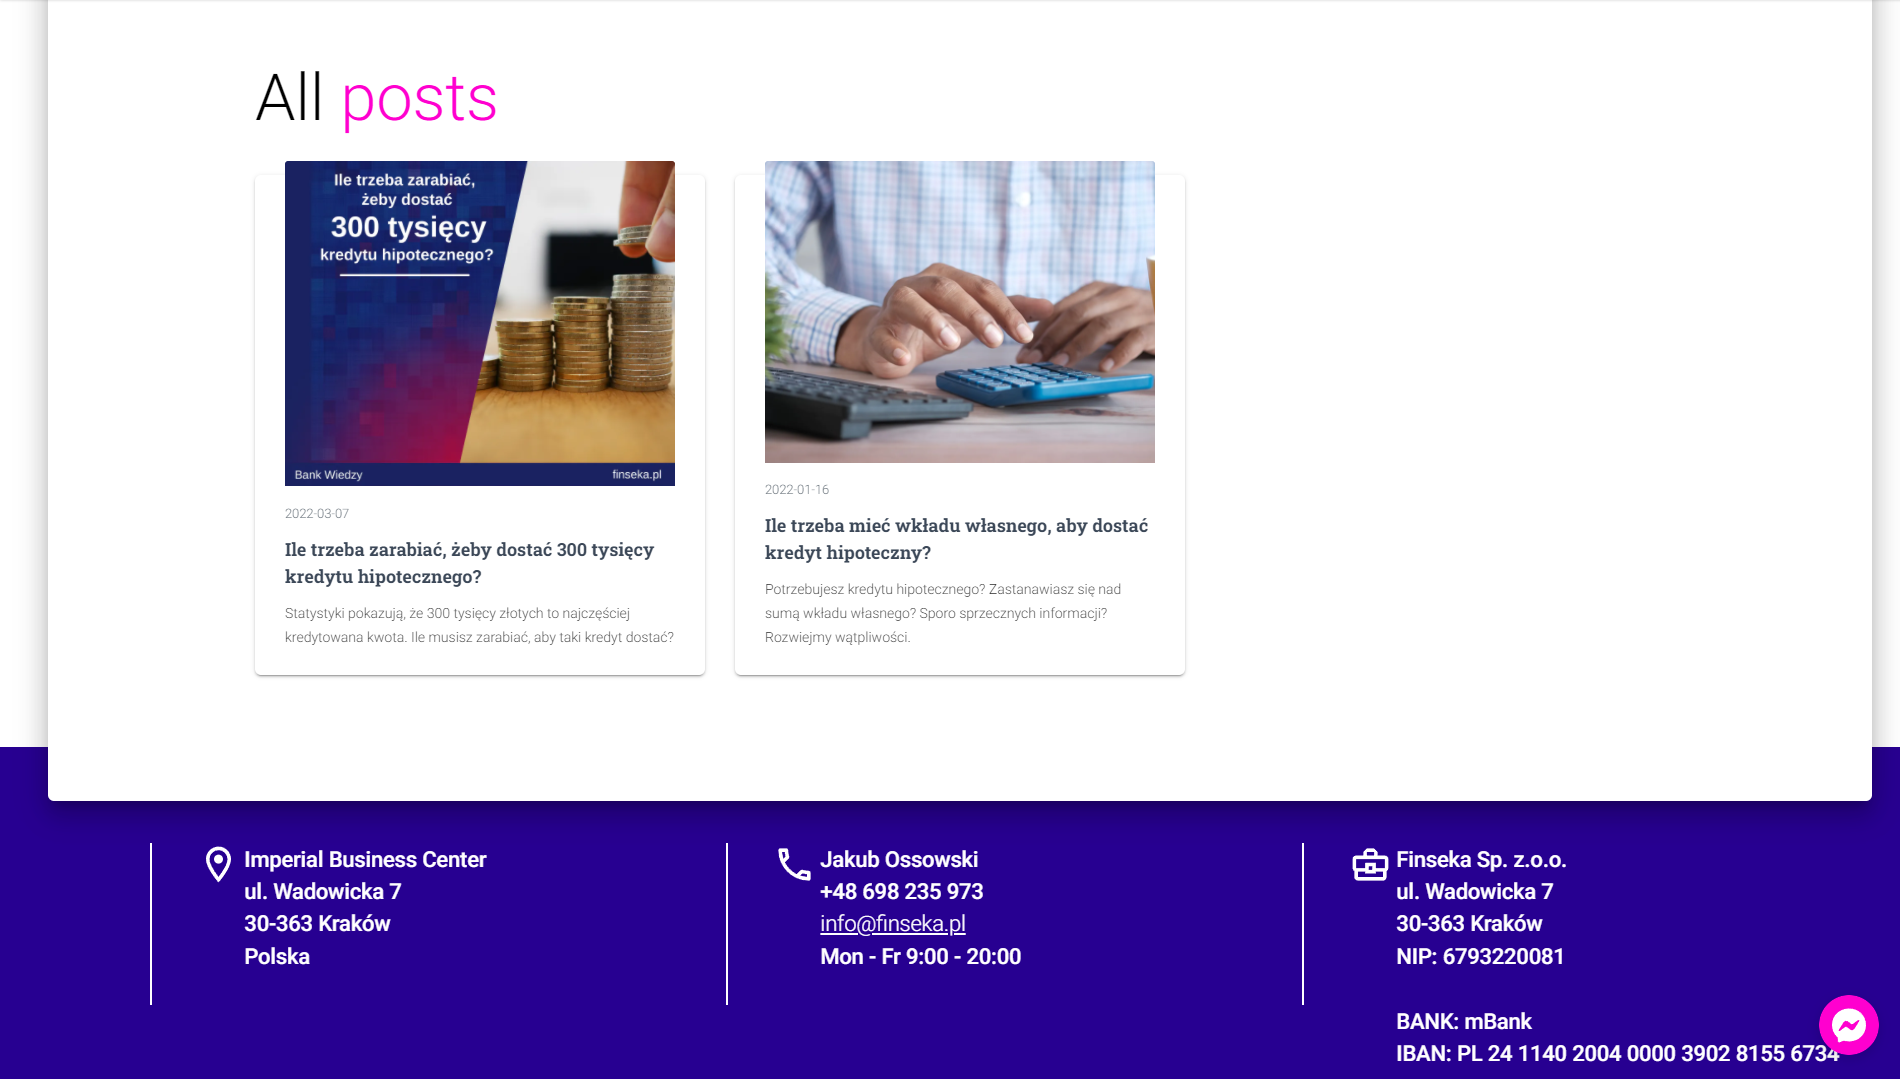 All posts
Ile trzeba zarabiać,
żeby dostać
300 tysięcy
kredytu hipotecznego?
Bank Wiedzy
finseka.pl
2022-03-07
Ile trzeba zarabiać, żeby dostać 300 tysięcy
kredytu hipotecznego?
Statystyki pokazują, że 300 tysięcy złotych to najczęściej
kredytowana kwota. Ile musisz zarabiać, aby taki kredyt dostać?
2022-01-16
Ile trzeba mieć wkładu własnego, aby dostać
kredyt hipoteczny?
Potrzebujesz kredytu hipotecznego? Zastanawiasz się nad
sumą wkładu własnego? Sporo sprzecznych informacji?
Rozwiejmy wątpliwości.
Imperial Business Center
ul. Wadowicka 7
30-363 Kraków
Polska
Jakub Ossowski
+48 698 235 973
info@finseka.pl
Mon - Fr 9:00 - 20:00
Finseka Sp. z.o.o.
ul. Wadowicka 7
30-363 Kraków
NIP: 6793220081
BANK: mBank
IBAN: PL 24 1140 2004 0000 3902 8155 6734